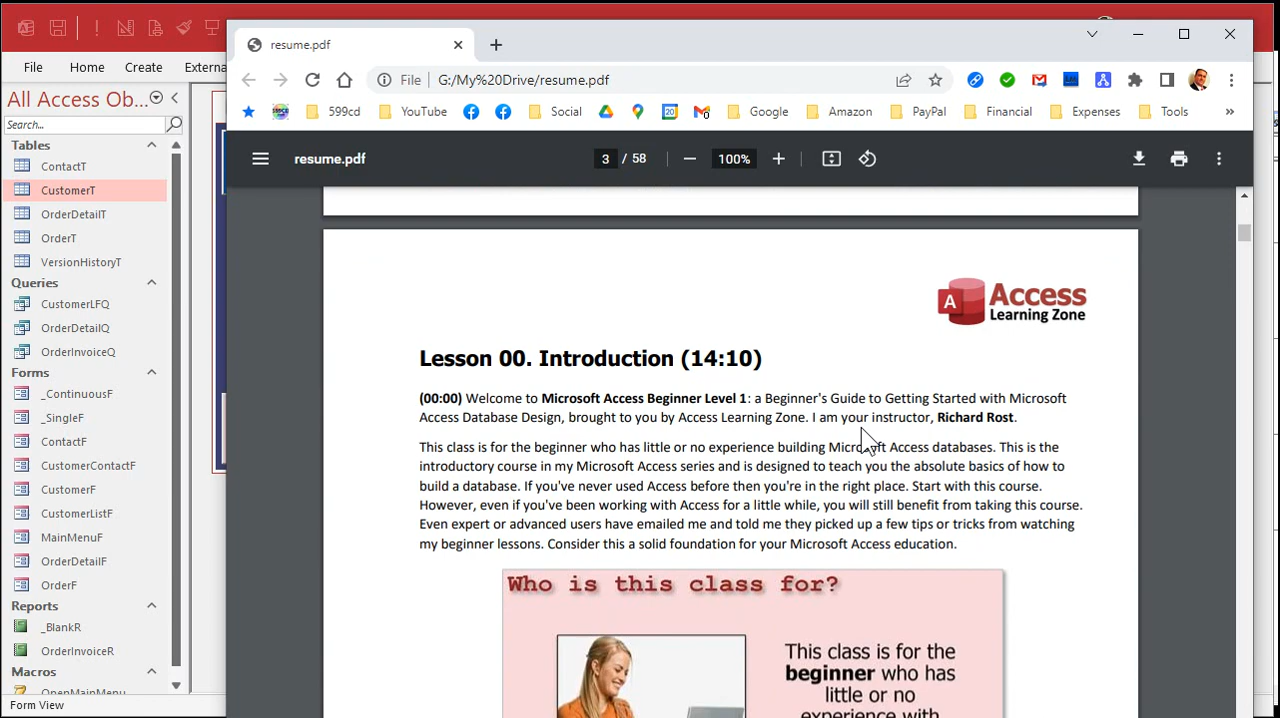 resume.pdf
File G:/My%20Drive/resume.pdf
599cd YouTube Social 20 Google Amazon PayPal Financial Expenses Tools »
File Home Create Externa
All Access Ob...
Search...
Tables
ContactT
CustomerT
OrderDetailT
OrderT
VersionHistoryT
Queries
CustomerLFQ
OrderDetailQ
OrderInvoiceQ
Forms
_ContinuousF
_SingleF
ContactF
CustomerContactF
CustomerF
CustomerListF
MainMenuF
OrderDetailF
OrderF
Reports
_BlankR
OrderInvoiceR
Macros
OpenMainMenu
Form View
resume.pdf 3 / 58 100%
A Access
Learning Zone
Lesson 00. Introduction (14:10)
(00:00) Welcome to Microsoft Access Beginner Level 1: a Beginner's Guide to Getting Started with Microsoft
Access Database Design, brought to you by Access Learning Zone. I am your instructor, Richard Rost.
This class is for the beginner who has little or no experience building Microsoft Access databases. This is the
introductory course in my Microsoft Access series and is designed to teach you the absolute basics of how to
build a database. If you've never used Access before then you're in the right place. Start with this course.
However, even if you've been working with Access for a little while, you will still benefit from taking this course.
Even expert or advanced users have emailed me and told me they picked up a few tips or tricks from watching
my beginner lessons. Consider this a solid foundation for your Microsoft Access education.
Who is this class for?
This class is for the
beginner who has
little or no
experience with